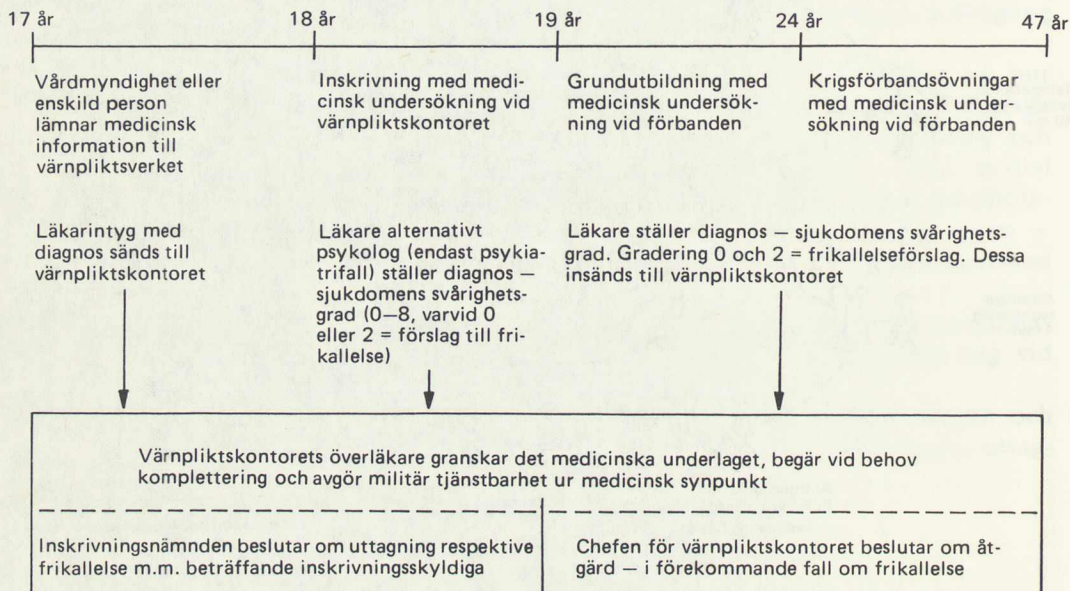 17 år 18 år 19 år 24 år 47 år
Vårdmyndighet eller
enskild person
lämnar medicinsk
information till
värnpliktsverket
Inskrivning med medi-
cinsk undersökning vid
värnpliktskontoret
Grundutbildning med
medicinsk undersök-
ning vid förbanden
Krigsförbandsövningar
med medicinsk under-
sökning vid förbanden
Läkarintyg med
diagnos sänds till
värnpliktskontoret
Läkare alternativt
psykolog (endast psykia-
trifall) ställer diagnos –
sjukdomens svårighets-
grad (0–8, varvid 0
eller 2 = förslag till fri-
kallelse)
Läkare ställer diagnos – sjukdomens svårighets-
grad. Gradering 0 och 2 = frikallelseförslag. Dessa
insänds till värnpliktskontoret
Värnpliktskontorets överläkare granskar det medicinska underlaget, begär vid behov
komplettering och avgör militär tjänstbarhet ur medicinsk synpunkt
Inskrivningsnämnden beslutar om uttagning respektive
frikallelse m.m. beträffande inskrivningsskyldiga
Chefen för värnpliktskontoret beslutar om åt-
gärd – i förekommande fall om frikallelse